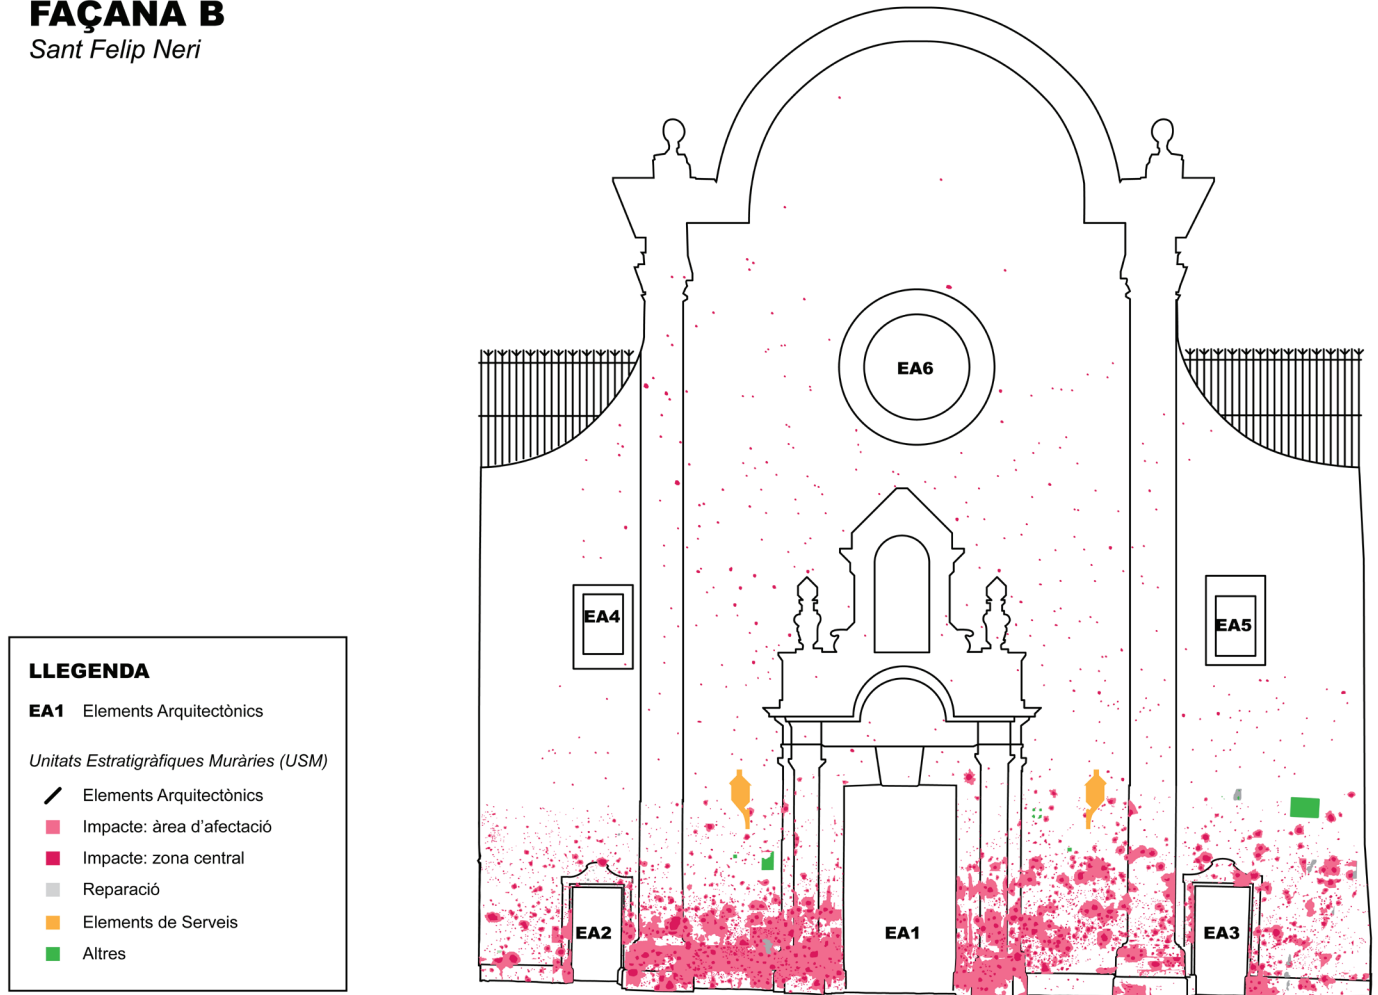 FAÇANA B
Sant Felip Neri
EA6
EA4
EA5
EA2
EA1
EA3
LLEGENDA
EA1 Elements Arquitectònics
Unitats Estratigràfiques Muràries (USM)
Elements Arquitectònics
Impacte: àrea d'afectació
Impacte: zona central
Reparació
Elements de Serveis
Altres